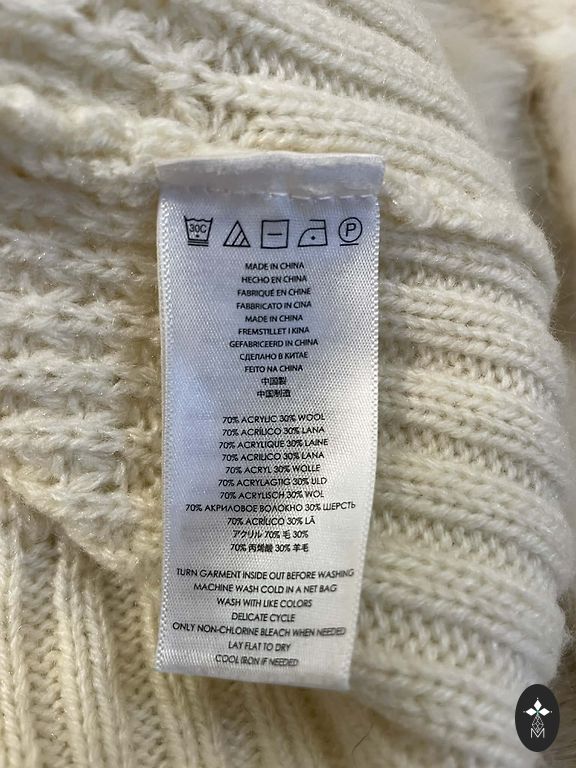 30C
P
MADE IN CHINA
HECHO EN CHINA
FABRIQUÉ EN CHINE
FABBRICATO IN CINA
MADE IN CHINA
FREMSTILLET I KINA
GEFABRICEERD IN CHINA
СДЕЛАНО В КИТАЕ
FEITO NA CHINA
中国製
中国制造
70% ACRYLIC 30% WOOL
70% ACRÍLICO 30% LANA
70% ACRYLIQUE 30% LAINE
70% ACRILICO 30% LANA
70% ACRYL 30% WOLLE
70% ACRYLAGTIG 30% ULD
70% ACRYLISCH 30% WOL
70% АКРИЛОВОЕ ВОЛОКНО 30% ШЕРСТЬ
70% ACRÍLICO 30% LÃ
アクリル 70% 毛 30%
70% 丙烯酸 30% 羊毛
TURN GARMENT INSIDE OUT BEFORE WASHING
MACHINE WASH COLD IN A NET BAG
WASH WITH LIKE COLORS
DELICATE CYCLE
ONLY NON-CHLORINE BLEACH WHEN NEEDED
LAY FLAT TO DRY
COOL IRON IF NEEDED
M